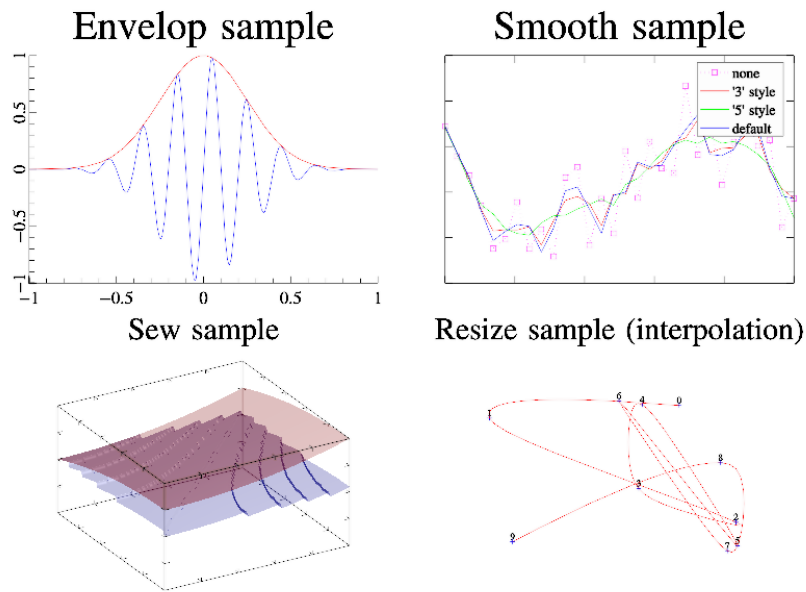 Envelop sample
Smooth sample
1
0.5
0
−0.5
−1
−1
−0.5
0
0.5
1
none
'3' style
'5' style
default
Sew sample
Resize sample (interpolation)
6
4
0
1
8
3
2
9
5
7